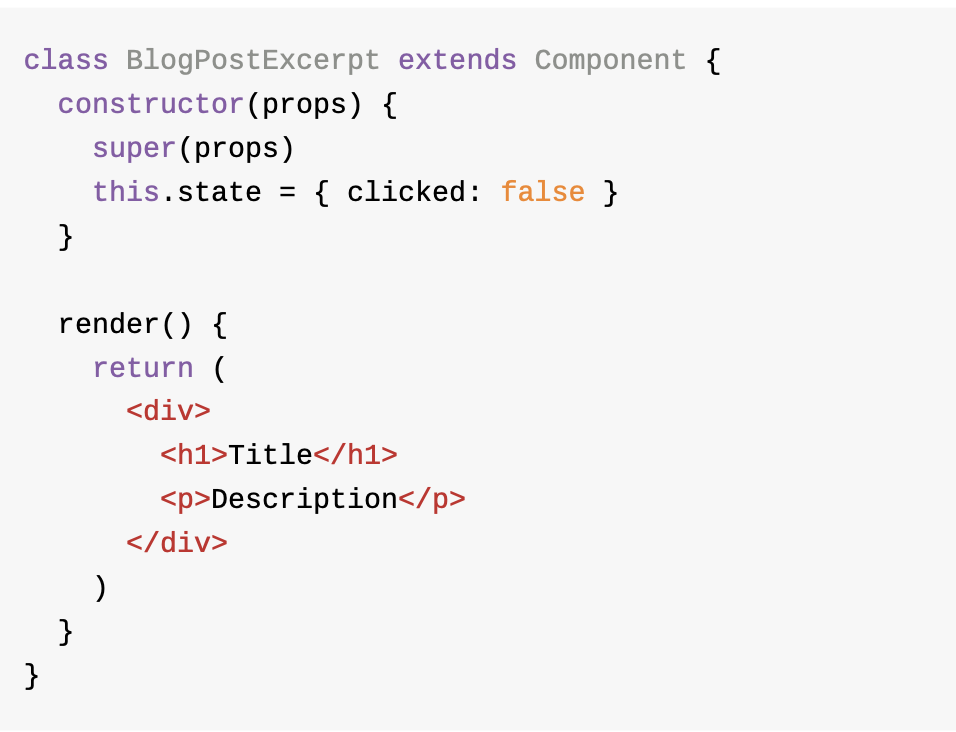 class BlogPostExcerpt extends Component {
  constructor(props) {
    super(props)
    this.state = { clicked: false }
  }

  render() {
    return (
      <div>
        <h1>Title</h1>
        <p>Description</p>
      </div>
    )
  }
}